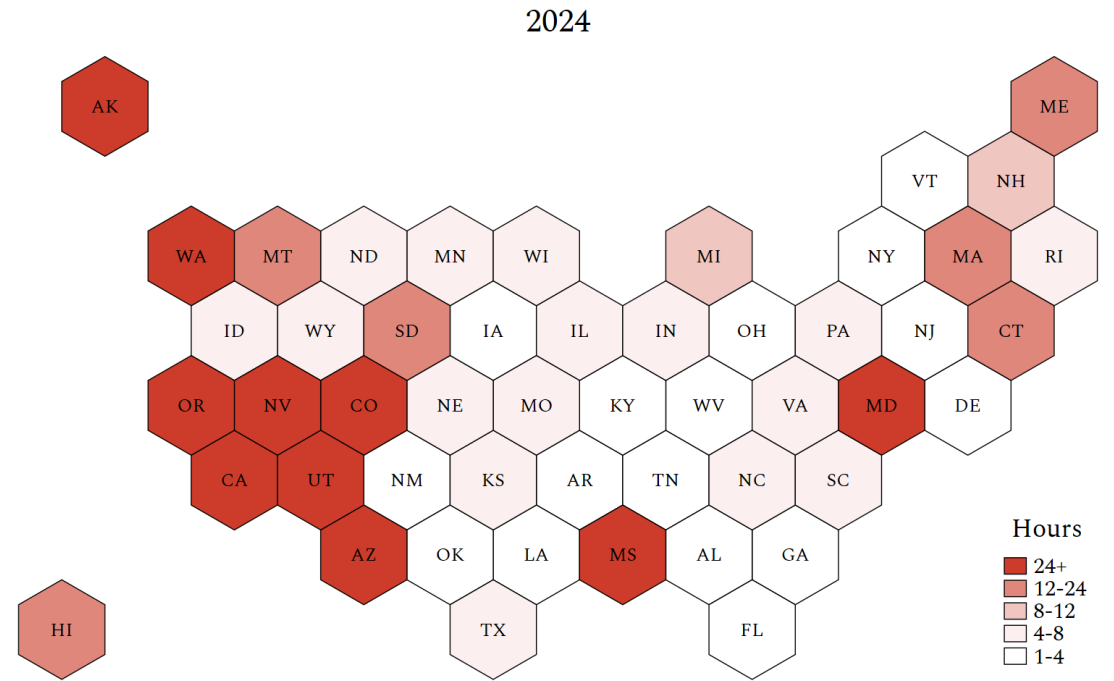 2024
AK
ME
VT NH
WA MT ND MN WI MI NY MA RI
ID WY SD IA IL IN OH PA NJ CT
OR NV CO NE MO KY WV VA MD DE
CA UT NM KS AR TN NC SC
AZ OK LA MS AL GA
HI TX FL
Hours
24+
12-24
8-12
4-8
1-4